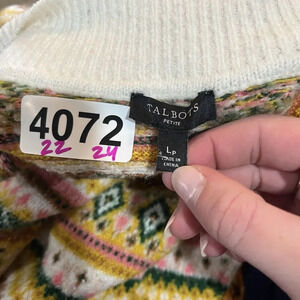 TALBOTS
PETITE
4072
22 24
LP
MADE IN
CHINA